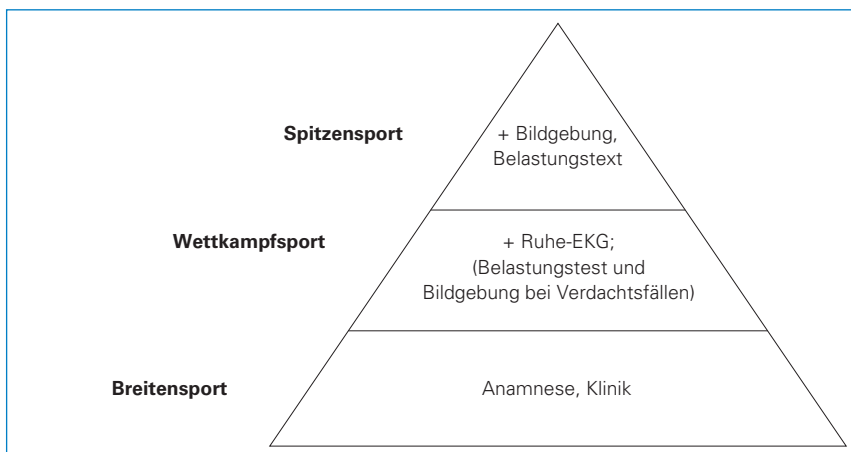 Spitzensport
+ Bildgebung,
Belastungstext
Wettkampfsport
+ Ruhe-EKG;
(Belastungstest und
Bildgebung bei Verdachtsfällen)
Breitensport
Anamnese, Klinik